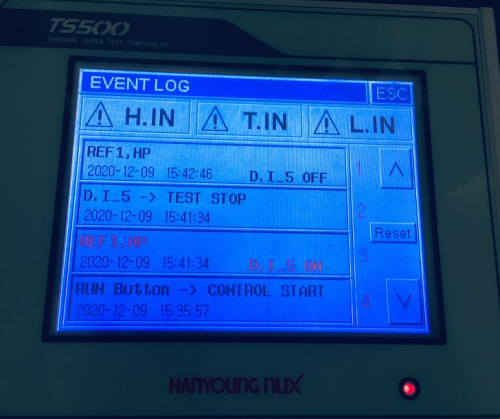 TS500
THERMAL SHOCK TEST CONTROLLER
EVENT LOG
ESC
H.IN
T.IN
L.IN
REF1,HP
2020-12-09 15:42:46 D.I_5 OFF
1
D.I_5 -> TEST STOP
2020-12-09 15:41:34
2
Reset
REF1,HP
2020-12-09 15:41:34 D.I_5 ON
3
RUN Button -> CONTROL START
2020-12-09 15:35:57
4
HANYOUNG NUX